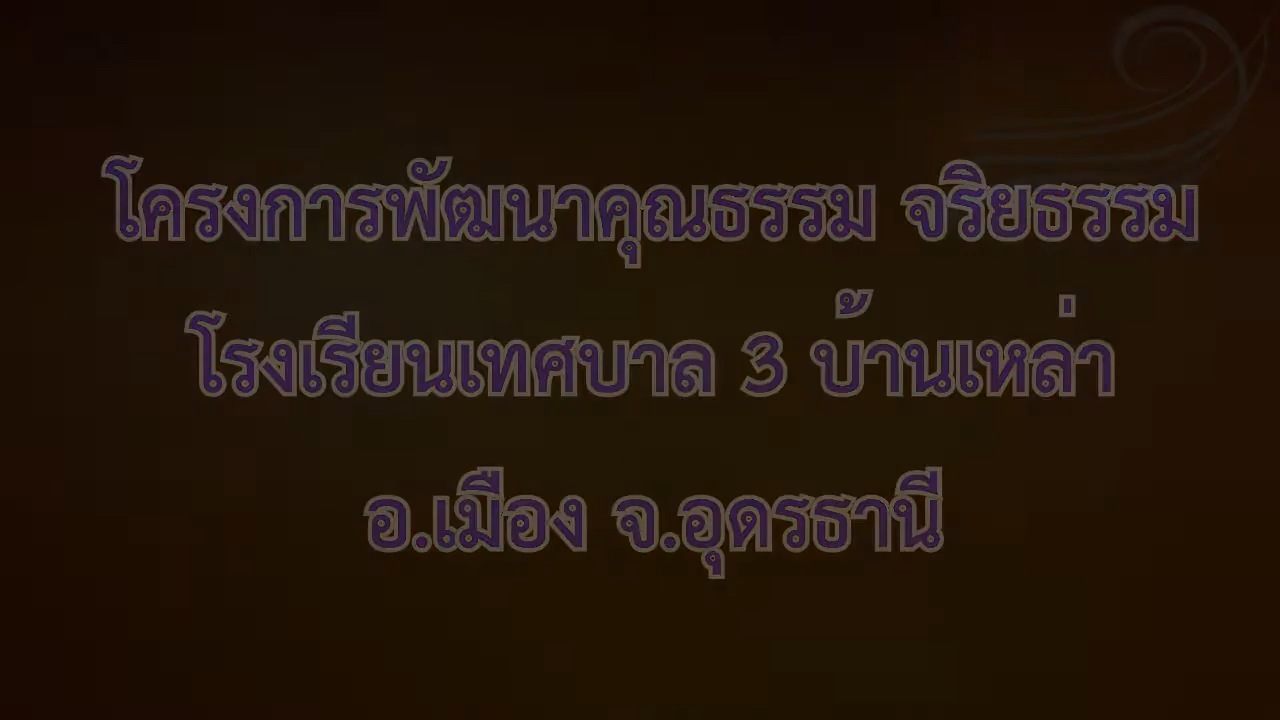 โครงการพัฒนาคุณธรรม จริยธรรม
โรงเรียนเทศบาล 3 บ้านเหล่า
อ.เมือง จ.อุดรธานี